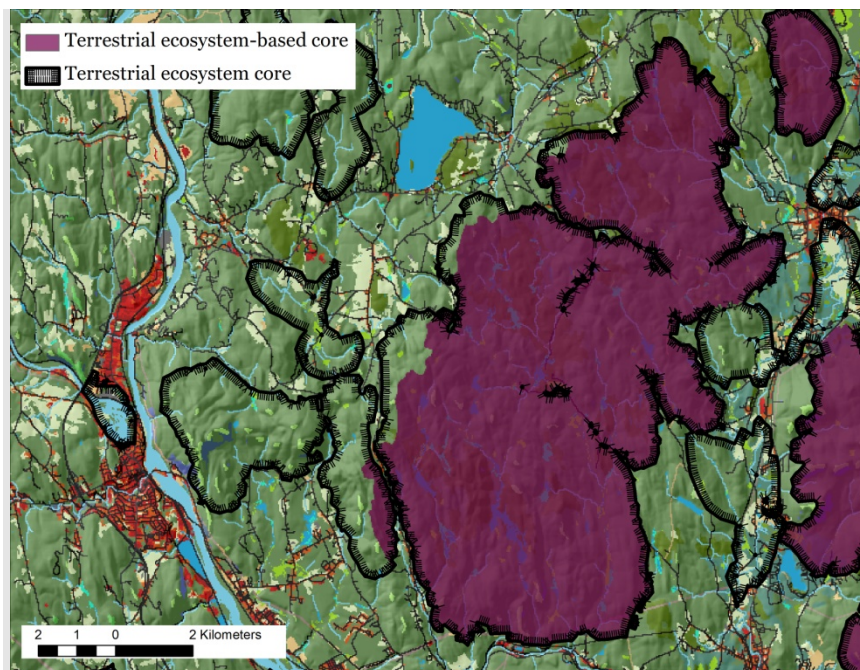 Terrestrial ecosystem-based core
Terrestrial ecosystem core
2 1 0 2 Kilometers